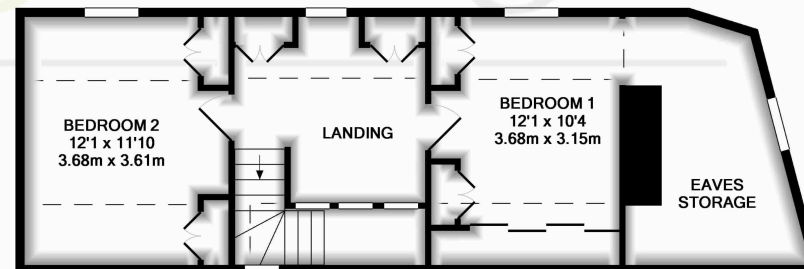 BEDROOM 2
12'1 x 11'10
3.68m x 3.61m
LANDING
BEDROOM 1
12'1 x 10'4
3.68m x 3.15m
EAVES
STORAGE